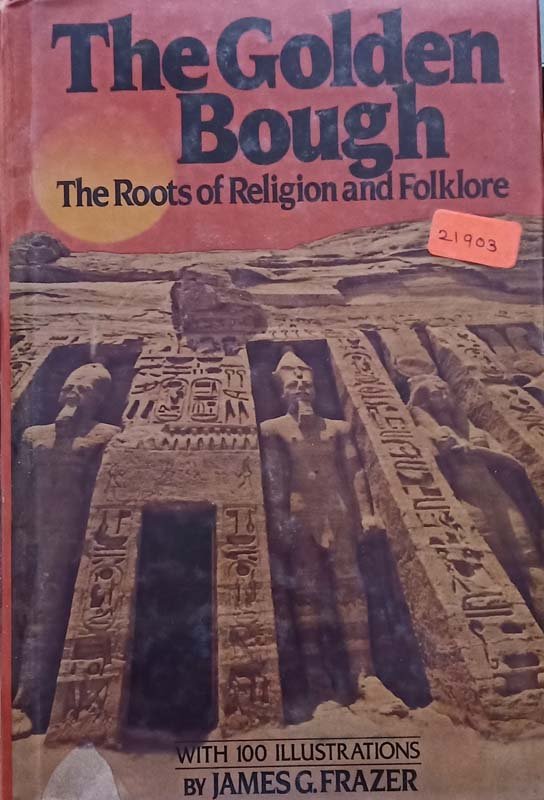 The Golden
Bough
The Roots of Religion and Folklore
21903
WITH 100 ILLUSTRATIONS
BY JAMES G. FRAZER